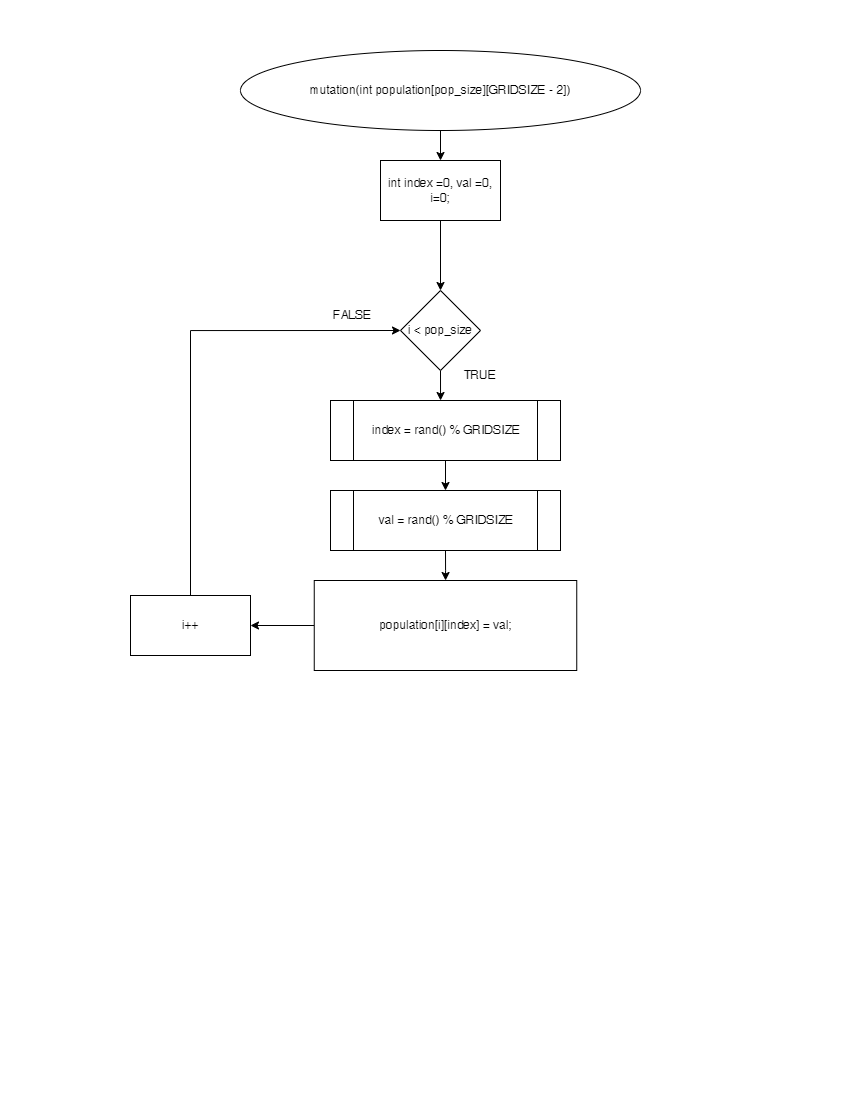 mutation(int population[pop_size][GRIDSIZE - 2])
int index =0, val =0,
i=0;
FALSE
i < pop_size
TRUE
index = rand() % GRIDSIZE
val = rand() % GRIDSIZE
i++
population[i][index] = val;